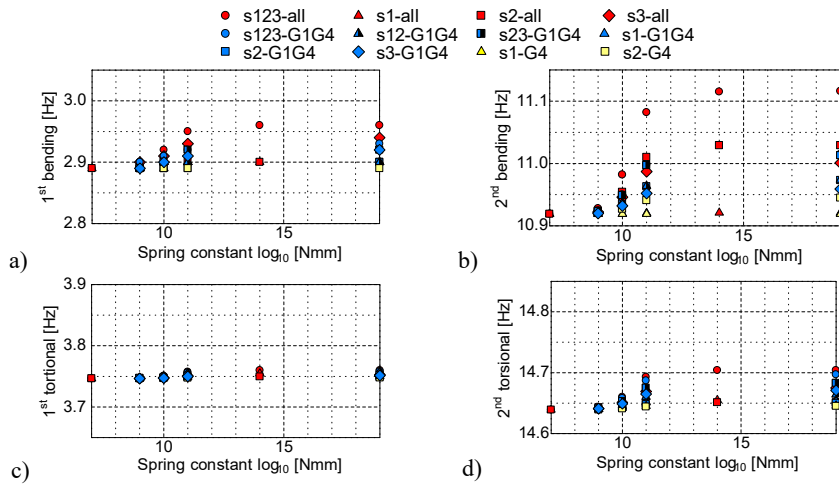 s123-all s1-all s2-all s3-all
s123-G1G4 s12-G1G4 s23-G1G4 s1-G1G4
s2-G1G4 s3-G1G4 s1-G4 s2-G4
3.0
2.9
2.8
1st bending [Hz]
10 15
Spring constant log10 [Nmm]
a)
11.1
11.0
10.9
2nd bending [Hz]
10 15
Spring constant log10 [Nmm]
b)
3.9
3.8
3.7
1st tortional [Hz]
10 15
Spring constant log10 [Nmm]
c)
14.8
14.7
14.6
2nd torsional [Hz]
10 15
Spring constant log10 [Nmm]
d)